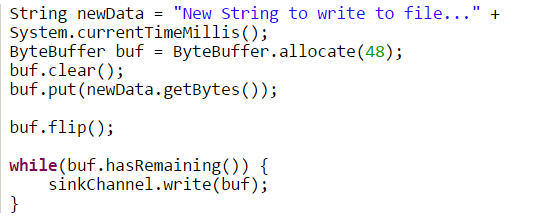 String newData = "New String to write to file..." +
System.currentTimeMillis();
ByteBuffer buf = ByteBuffer.allocate(48);
buf.clear();
buf.put(newData.getBytes());
buf.flip();
while(buf.hasRemaining()) {
    sinkChannel.write(buf);
}